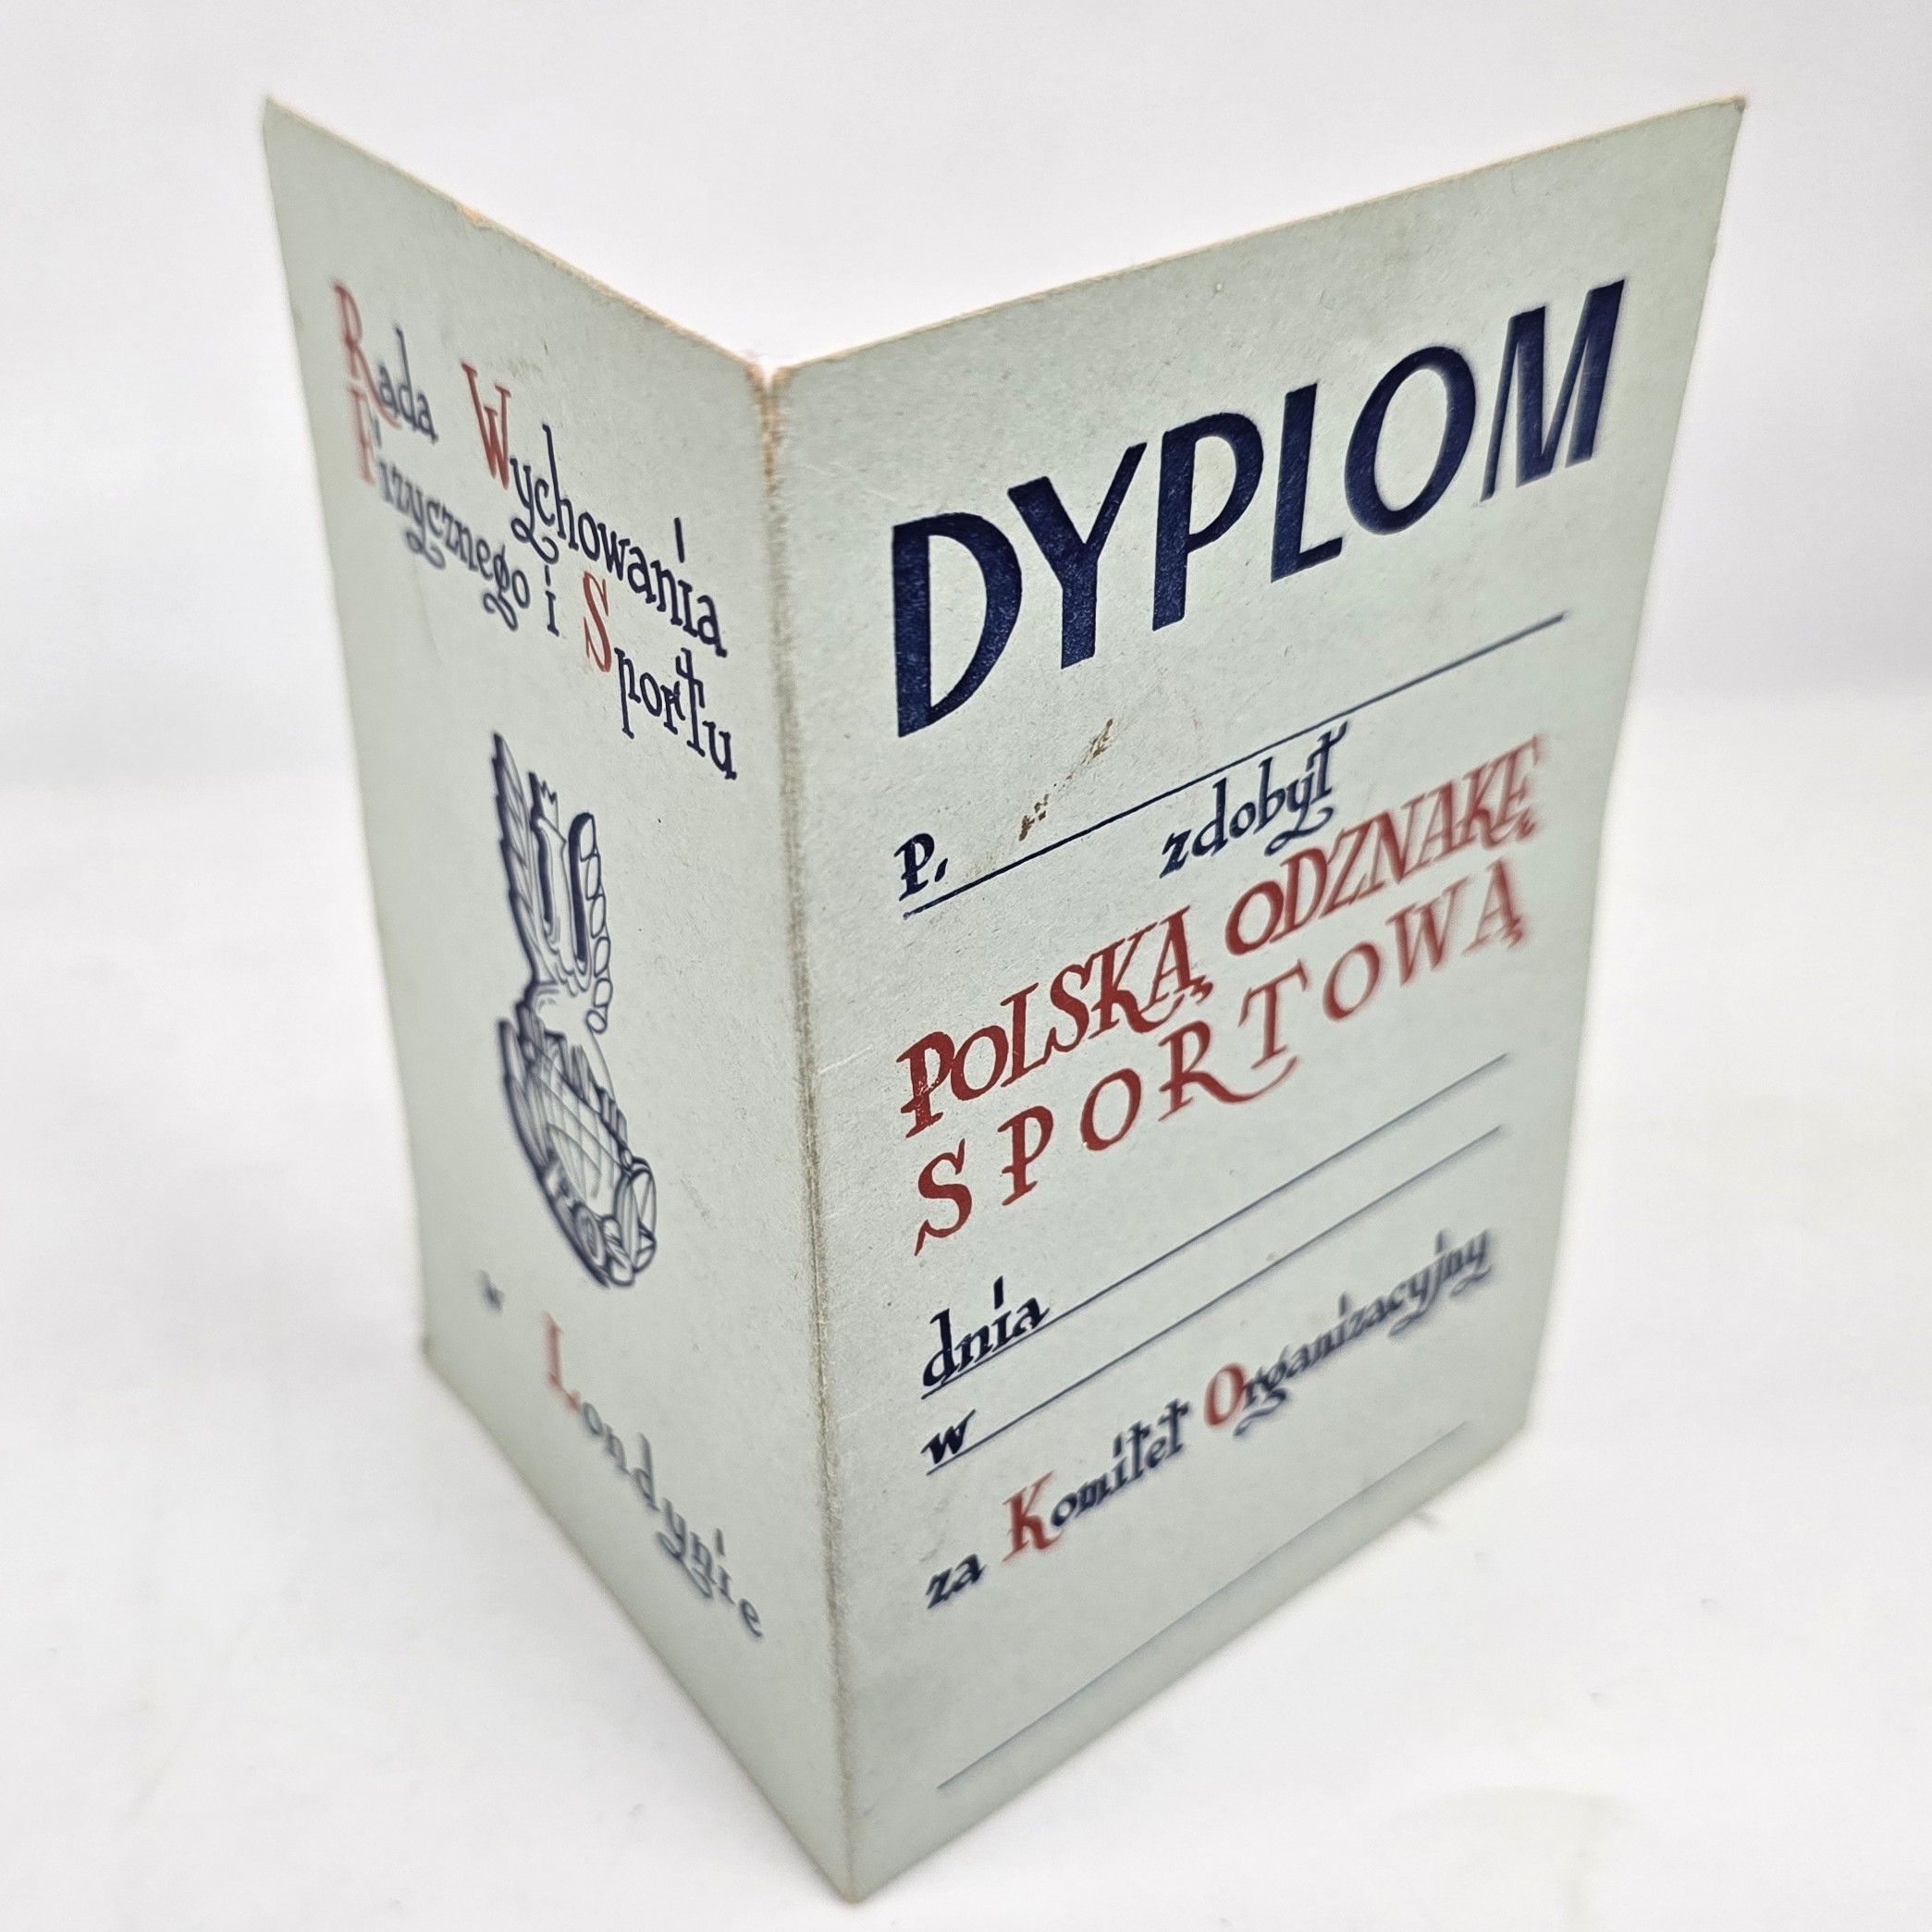 Rada Wychowania
Fizycznego i Sportu
w Londynie
DYPLOM
P.
zdobył
POLSKĄ ODZNAKĘ
SPORTOWĄ
dnia
w
za Komitet Organizacyjny